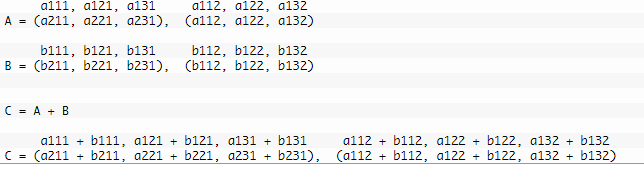 a111, a121, a131     a112, a122, a132
A = (a211, a221, a231),  (a112, a122, a132)
b111, b121, b131     b112, b122, b132
B = (b211, b221, b231),  (b112, b122, b132)
C = A + B
a111 + b111, a121 + b121, a131 + b131     a112 + b112, a122 + b122, a132 + b132
C = (a211 + b211, a221 + b221, a231 + b231),  (a112 + b112, a122 + b122, a132 + b132)